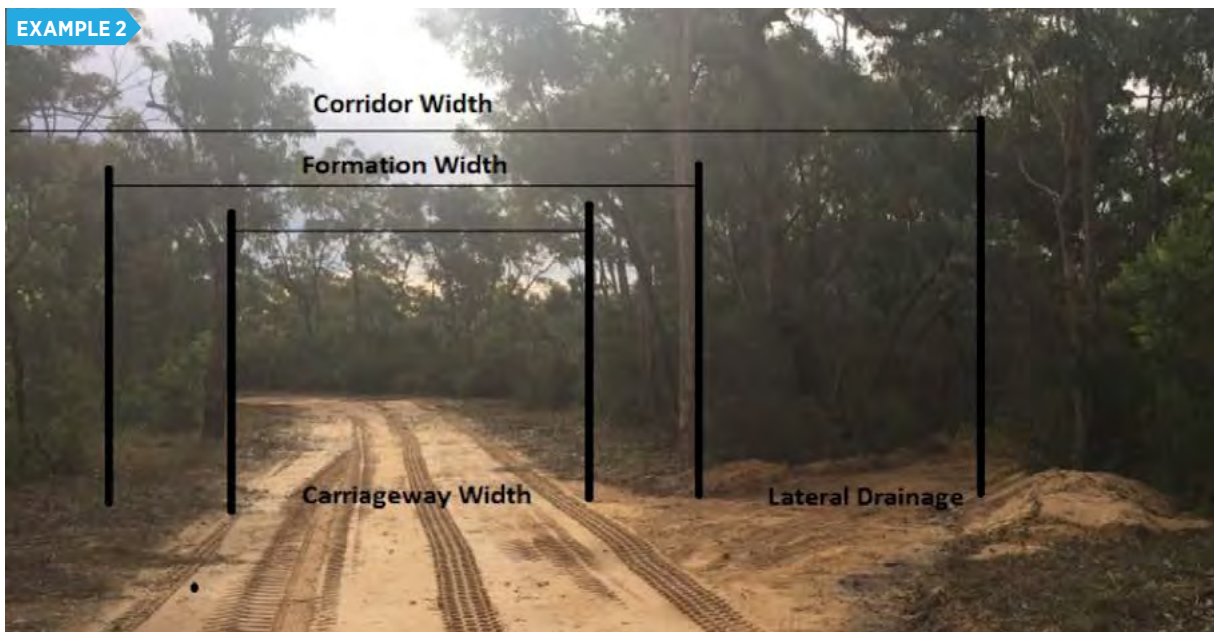 EXAMPLE 2
Corridor Width
Formation Width
Carriageway Width
Lateral Drainage